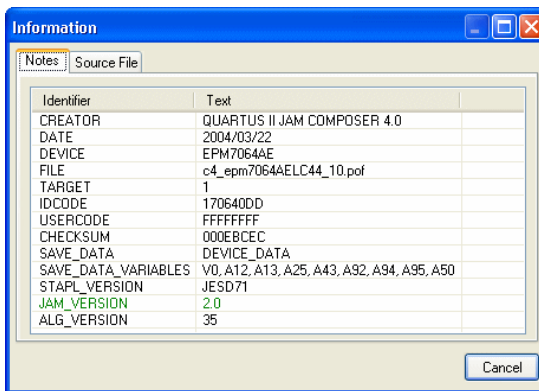 Information
Notes Source File
Identifier Text
CREATOR QUARTUS II JAM COMPOSER 4.0
DATE 2004/03/22
DEVICE EPM7064AE
FILE c4_epm7064AELC44_10.pof
TARGET 1
IDCODE 170640DD
USERCODE FFFFFFFF
CHECKSUM 000EBCEC
SAVE_DATA DEVICE_DATA
SAVE_DATA_VARIABLES V0, A12, A13, A25, A43, A92, A94, A95, A50
STAPL_VERSION JESD71
JAM_VERSION 2.0
ALG_VERSION 35
Cancel